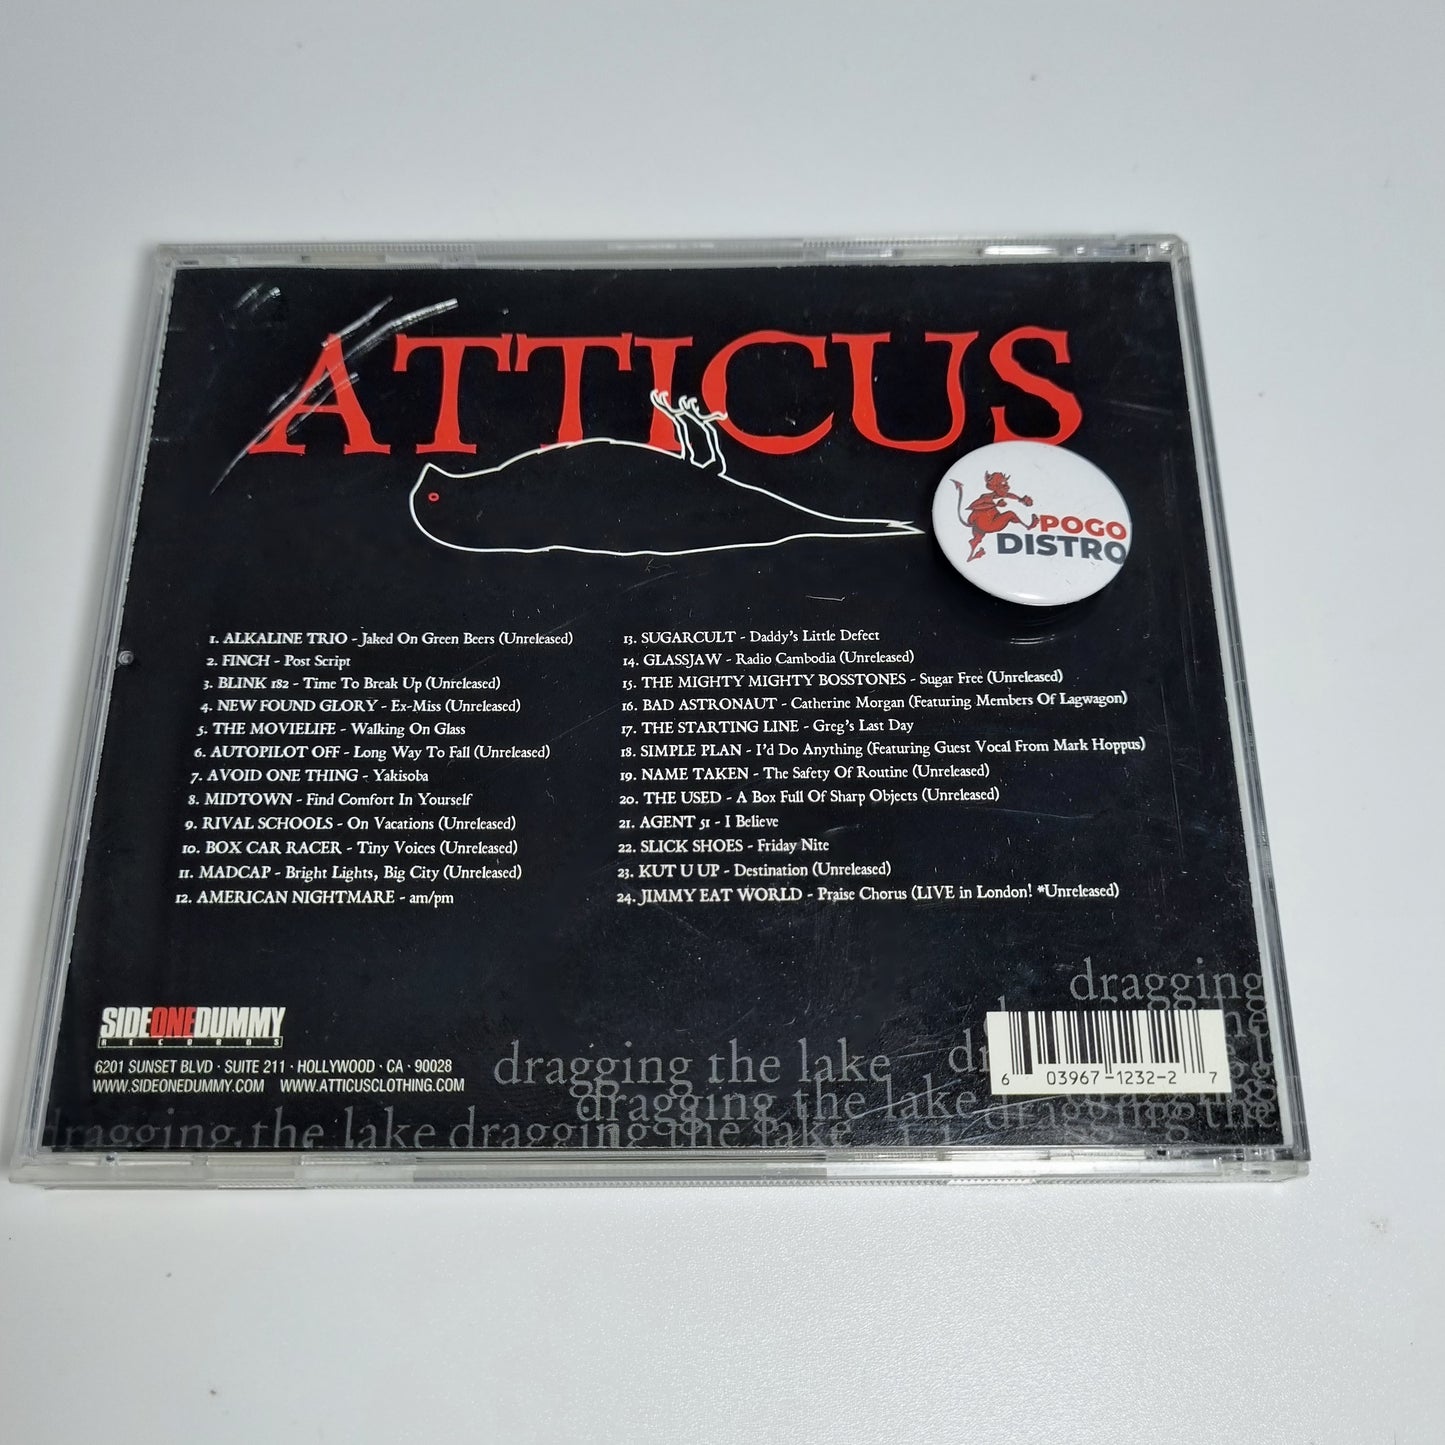 ATTICUS
POGO
DISTRO
1. ALKALINE TRIO - Jaked On Green Beers (Unreleased)
2. FINCH - Post Script
3. BLINK 182 - Time To Break Up (Unreleased)
4. NEW FOUND GLORY - Ex-Miss (Unreleased)
5. THE MOVIELIFE - Walking On Glass
6. AUTOPILOT OFF - Long Way To Fall (Unreleased)
7. AVOID ONE THING - Yakisoba
8. MIDTOWN - Find Comfort In Yourself
9. RIVAL SCHOOLS - On Vacations (Unreleased)
10. BOX CAR RACER - Tiny Voices (Unreleased)
11. MADCAP - Bright Lights, Big City (Unreleased)
12. AMERICAN NIGHTMARE - am/pm
13. SUGARCULT - Daddy's Little Defect
14. GLASSJAW - Radio Cambodia (Unreleased)
15. THE MIGHTY MIGHTY BOSSTONES - Sugar Free (Unreleased)
16. BAD ASTRONAUT - Catherine Morgan (Featuring Members Of Lagwagon)
17. THE STARTING LINE - Greg's Last Day
18. SIMPLE PLAN - I'd Do Anything (Featuring Guest Vocal From Mark Hoppus)
19. NAME TAKEN - The Safety Of Routine (Unreleased)
20. THE USED - A Box Full Of Sharp Objects (Unreleased)
21. AGENT 51 - I Believe
22. SLICK SHOES - Friday Nite
23. KUT U UP - Destination (Unreleased)
24. JIMMY EAT WORLD - Praise Chorus (LIVE in London! *Unreleased)
SIDEONEDUMMY
RECORDS
6201 SUNSET BLVD · SUITE 211 · HOLLYWOOD · CA · 90028
WWW.SIDEONEDUMMY.COM WWW.ATTICUSCLOTHING.COM
dragging
dragging the lake
dragging the lake dragging the
dragging the lake dragging the lake
6 03967-1232-2 7